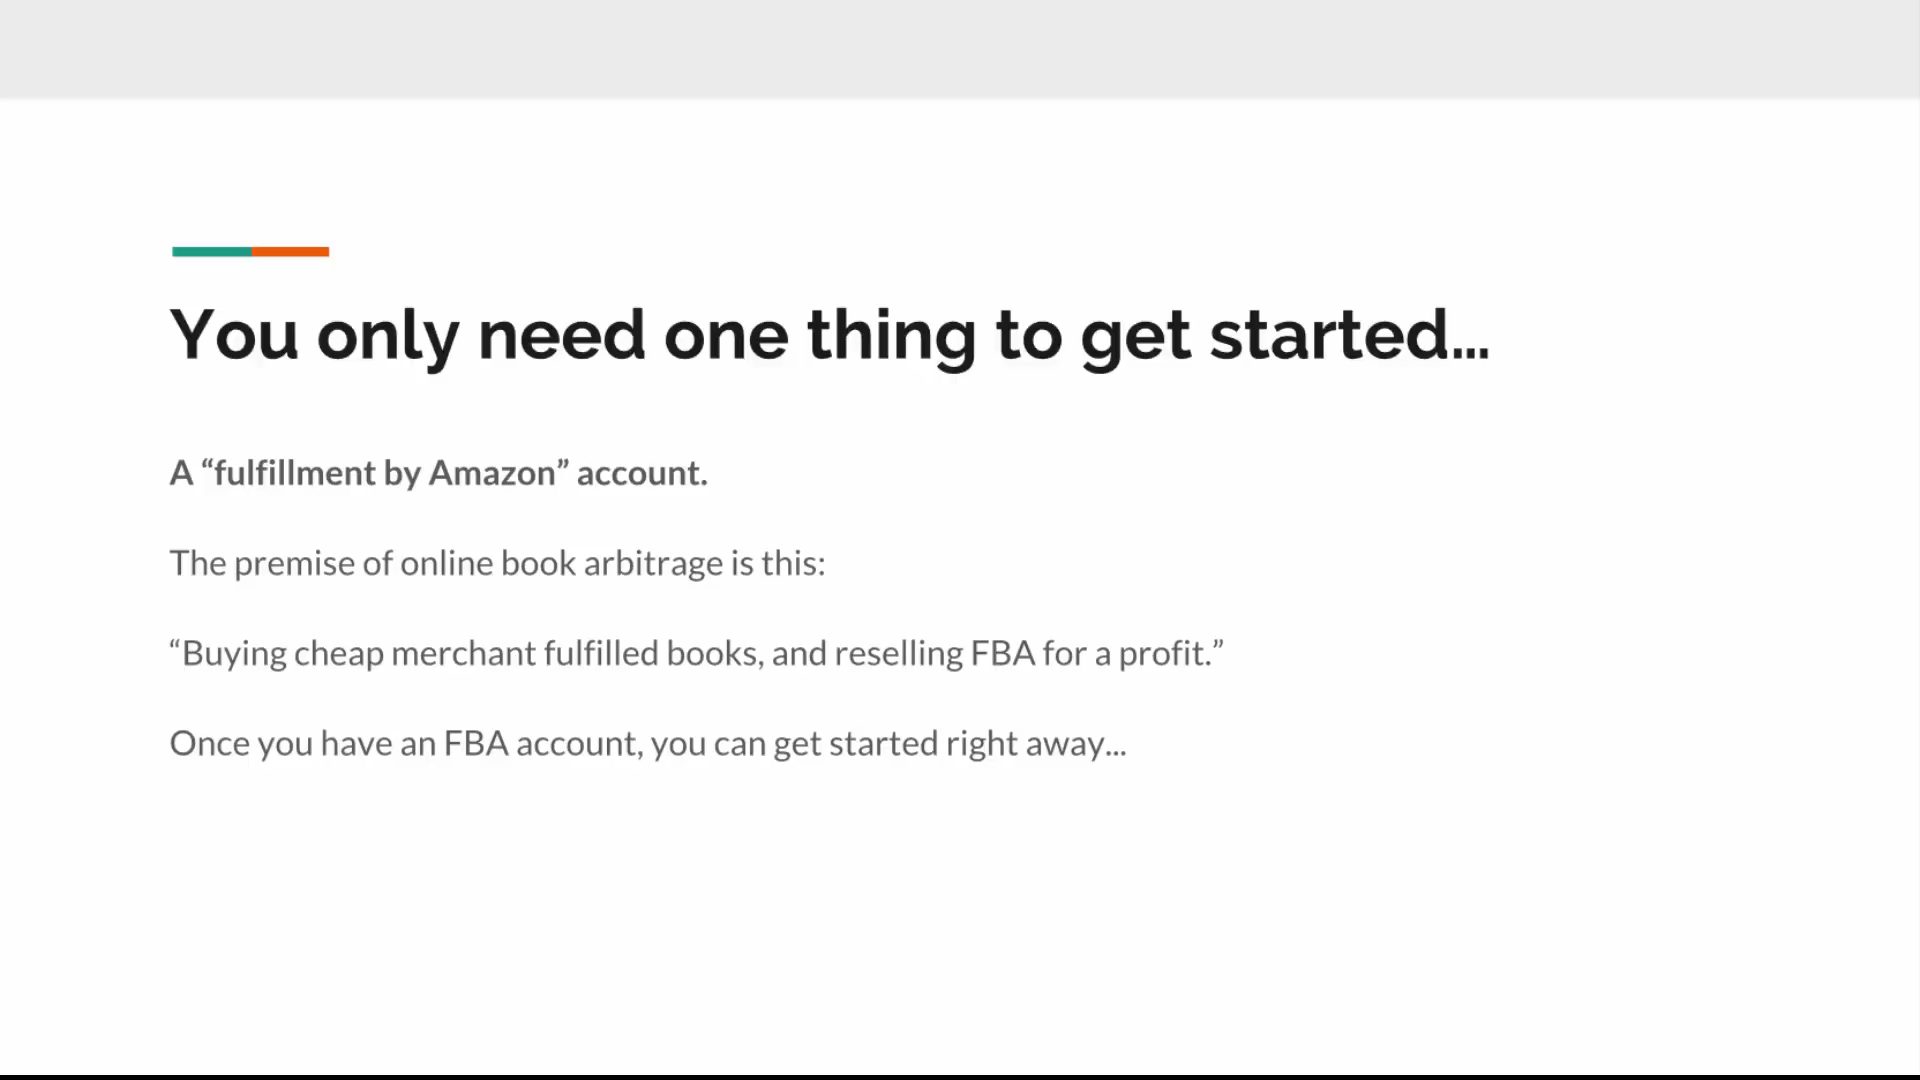 You only need one thing to get started...
A “fulfillment by Amazon” account.
The premise of online book arbitrage is this:
“Buying cheap merchant fulfilled books, and reselling FBA for a profit.”
Once you have an FBA account, you can get started right away...